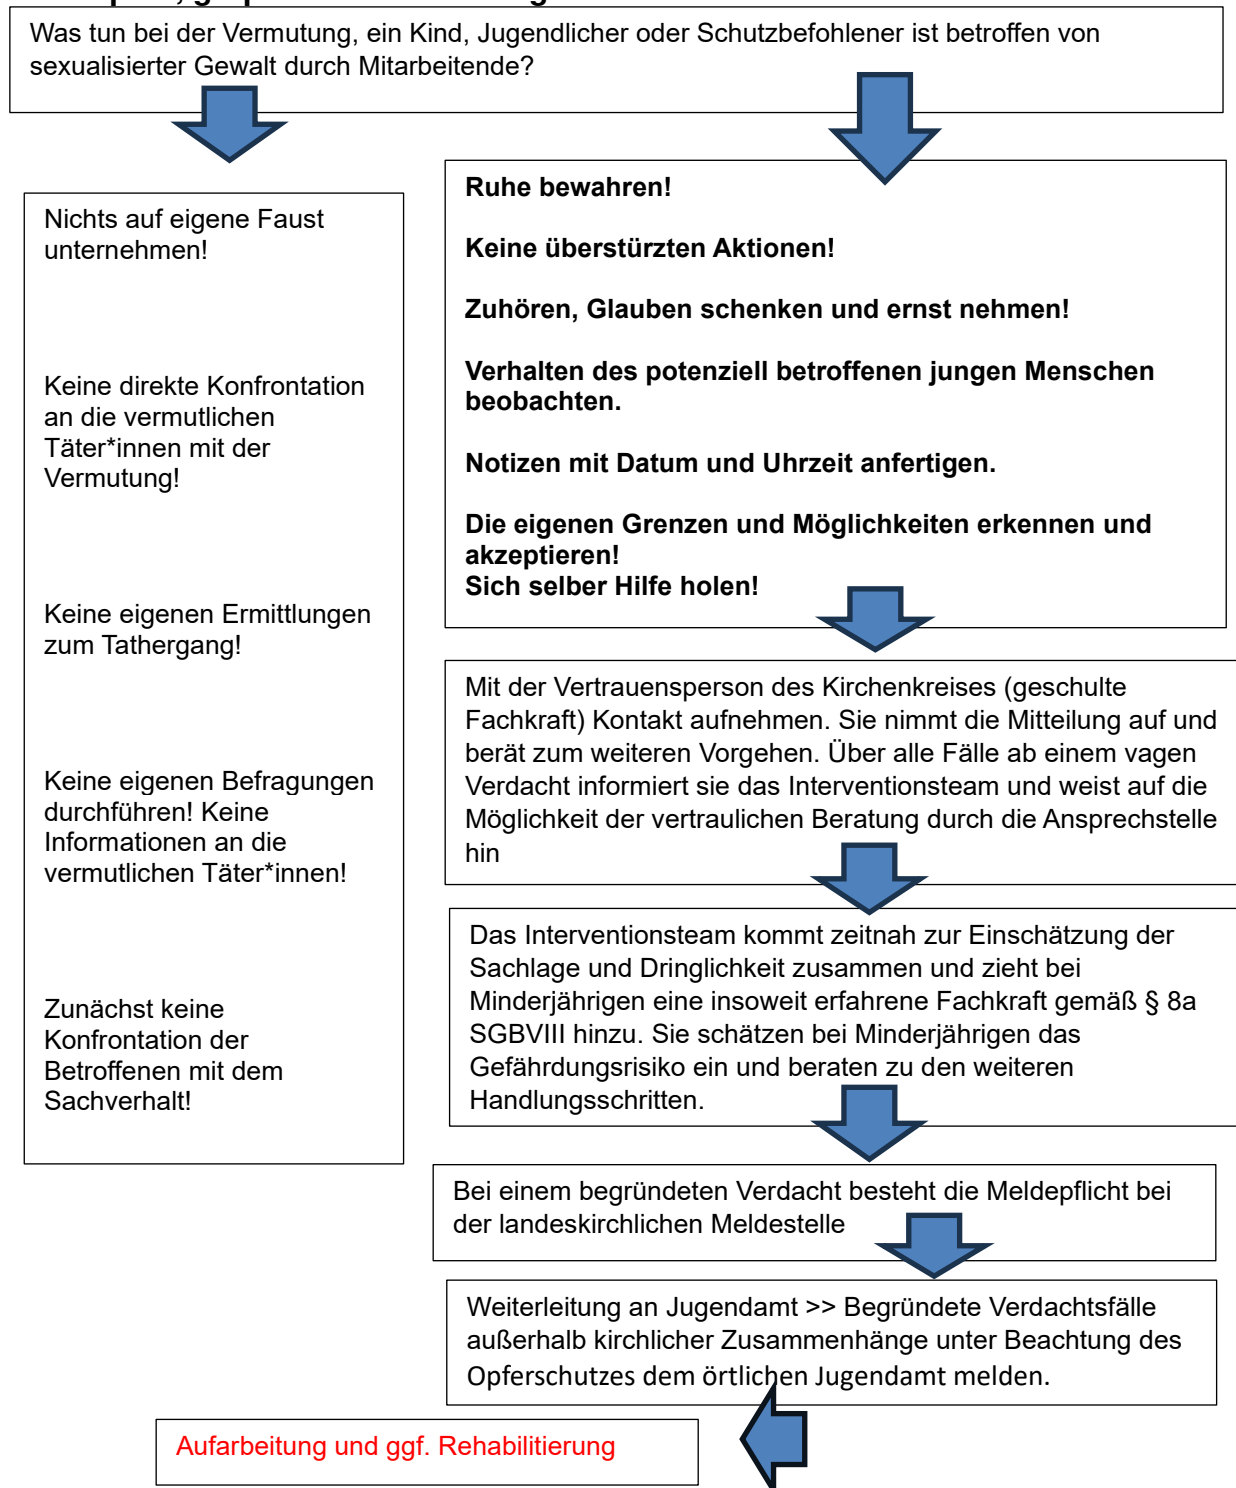 Was tun bei der Vermutung, ein Kind, Jugendlicher oder Schutzbefohlener ist betroffen von
sexualisierter Gewalt durch Mitarbeitende?
Nichts auf eigene Faust
unternehmen!
Keine direkte Konfrontation
an die vermutlichen
Täter*innen mit der
Vermutung!
Keine eigenen Ermittlungen
zum Tathergang!
Keine eigenen Befragungen
durchführen! Keine
Informationen an die
vermutlichen Täter*innen!
Zunächst keine
Konfrontation der
Betroffenen mit dem
Sachverhalt!
Ruhe bewahren!
Keine überstürzten Aktionen!
Zuhören, Glauben schenken und ernst nehmen!
Verhalten des potenziell betroffenen jungen Menschen
beobachten.
Notizen mit Datum und Uhrzeit anfertigen.
Die eigenen Grenzen und Möglichkeiten erkennen und
akzeptieren!
Sich selber Hilfe holen!
Mit der Vertrauensperson des Kirchenkreises (geschulte
Fachkraft) Kontakt aufnehmen. Sie nimmt die Mitteilung auf und
berät zum weiteren Vorgehen. Über alle Fälle ab einem vagen
Verdacht informiert sie das Interventionsteam und weist auf die
Möglichkeit der vertraulichen Beratung durch die Ansprechstelle
hin
Das Interventionsteam kommt zeitnah zur Einschätzung der
Sachlage und Dringlichkeit zusammen und zieht bei
Minderjährigen eine insoweit erfahrene Fachkraft gemäß § 8a
SGBVIII hinzu. Sie schätzen bei Minderjährigen das
Gefährdungsrisiko ein und beraten zu den weiteren
Handlungsschritten.
Bei einem begründeten Verdacht besteht die Meldepflicht bei
der landeskirchlichen Meldestelle
Weiterleitung an Jugendamt >> Begründete Verdachtsfälle
außerhalb kirchlicher Zusammenhänge unter Beachtung des
Opferschutzes dem örtlichen Jugendamt melden.
Aufarbeitung und ggf. Rehabilitierung